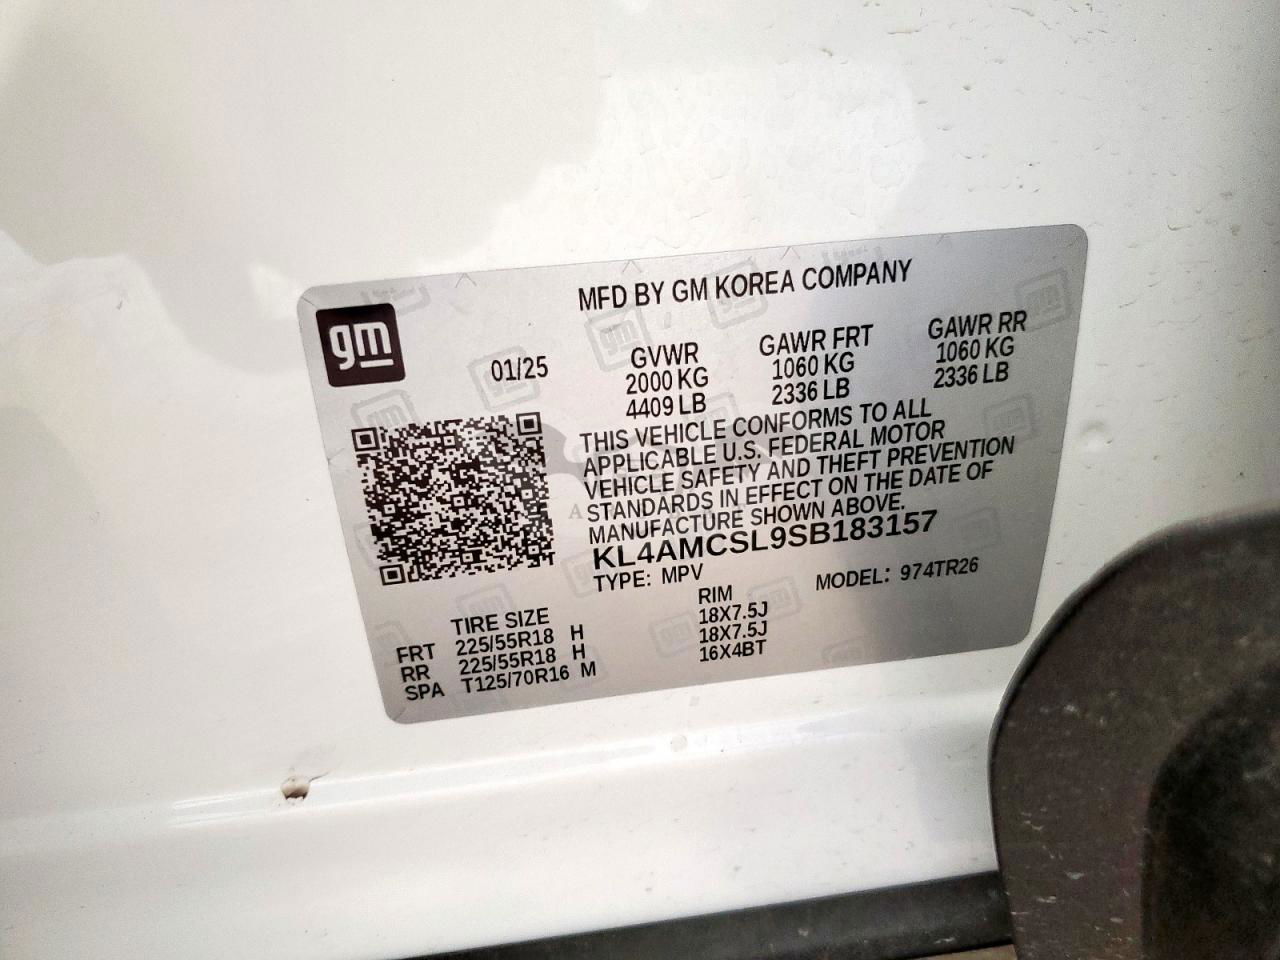 gm
MFD BY GM KOREA COMPANY
01/25 GVWR GAWR FRT GAWR RR
2000 KG 1060 KG 1060 KG
4409 LB 2336 LB 2336 LB
THIS VEHICLE CONFORMS TO ALL
APPLICABLE U.S. FEDERAL MOTOR
VEHICLE SAFETY AND THEFT PREVENTION
STANDARDS IN EFFECT ON THE DATE OF
MANUFACTURE SHOWN ABOVE.
KL4AMCSL9SB183157
TYPE: MPV MODEL: 974TR26
TIRE SIZE RIM
FRT 225/55R18 H 18X7.5J
RR 225/55R18 H 18X7.5J
SPA T125/70R16 M 16X4BT